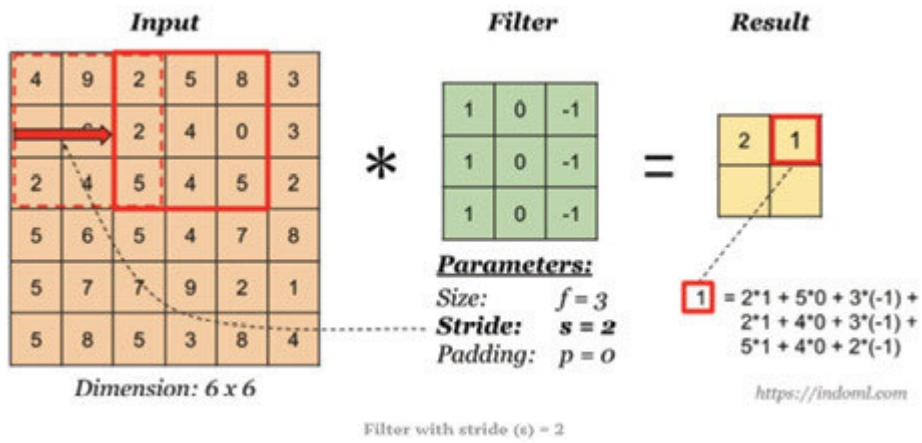 Input Filter Result
4 9 2 5 8 3
2 4 0 3
2 4 5 4 5 2
5 6 5 4 7 8
5 7 7 9 2 1
5 8 5 3 8 4
Dimension: 6 x 6
*
1 0 -1
1 0 -1
1 0 -1
Parameters:
Size: f = 3
Stride: s = 2
Padding: p = 0
=
2 1
1 = 2*1 + 5*0 + 3*(-1) +
2*1 + 4*0 + 3*(-1) +
5*1 + 4*0 + 2*(-1)
https://indoml.com
Filter with stride (s) = 2